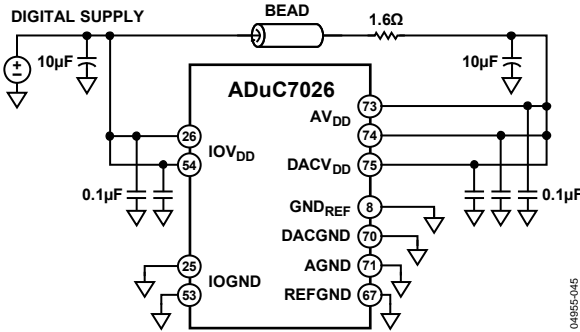 DIGITAL SUPPLY
BEAD
1.6Ω
+
–
10µF
10µF
ADuC7026
26
54
IOVDD
0.1µF
25
53
IOGND
AVDD
73
74
DACVDD
75
GNDREF
8
DACGND
70
AGND
71
REFGND
67
0.1µF
04955-045